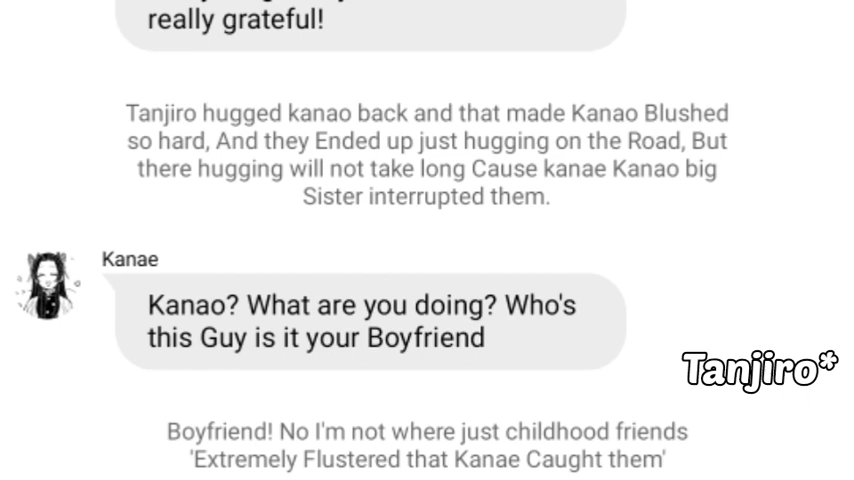 really grateful!
Tanjiro hugged kanao back and that made Kanao Blushed
so hard, And they Ended up just hugging on the Road, But
there hugging will not take long Cause kanae Kanao big
Sister interrupted them.
Kanae
Kanao? What are you doing? Who's
this Guy is it your Boyfriend
Tanjiro*
Boyfriend! No I'm not where just childhood friends
'Extremely Flustered that Kanae Caught them'